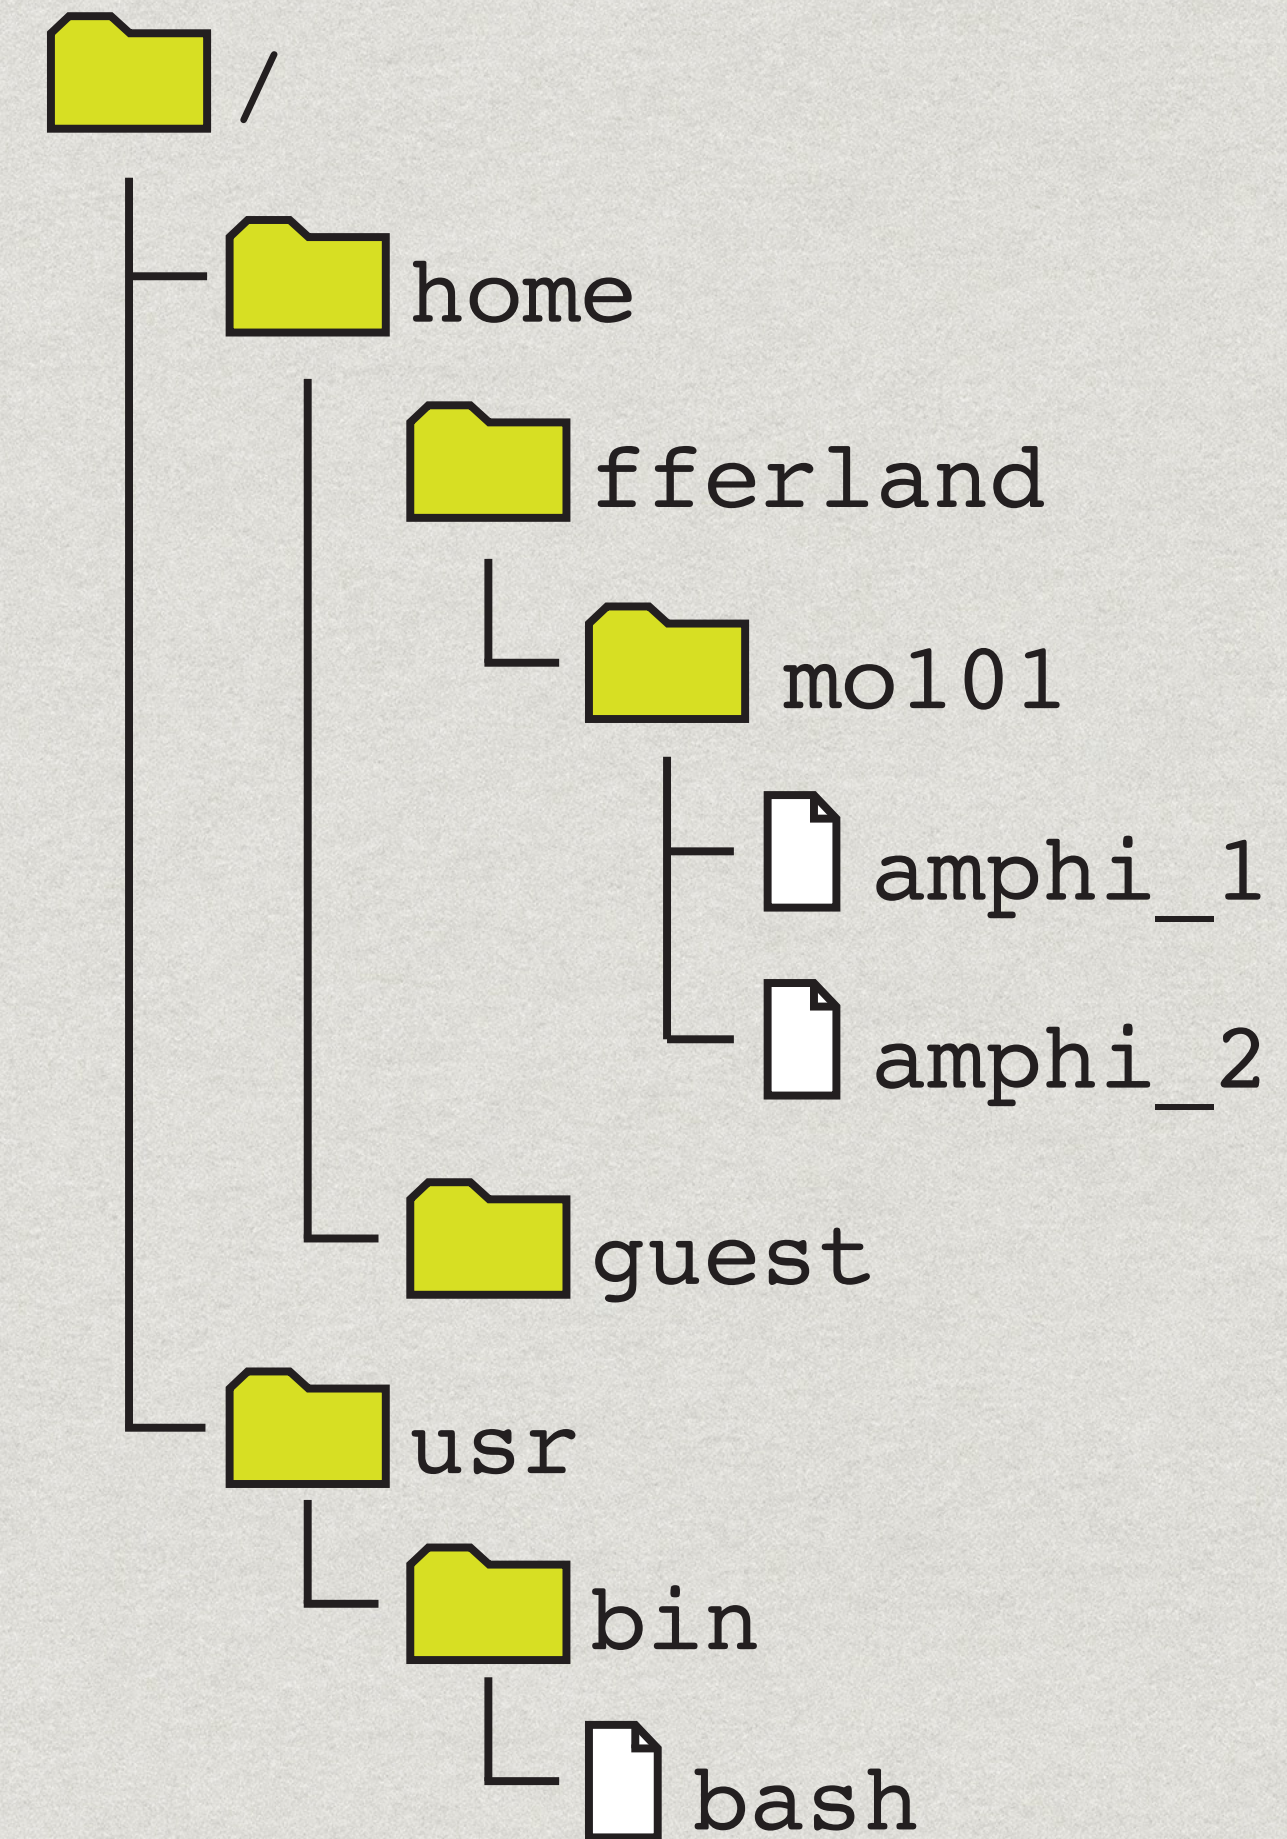 /
home
fferland
mo101
amphi_1
amphi_2
guest
usr
bin
bash